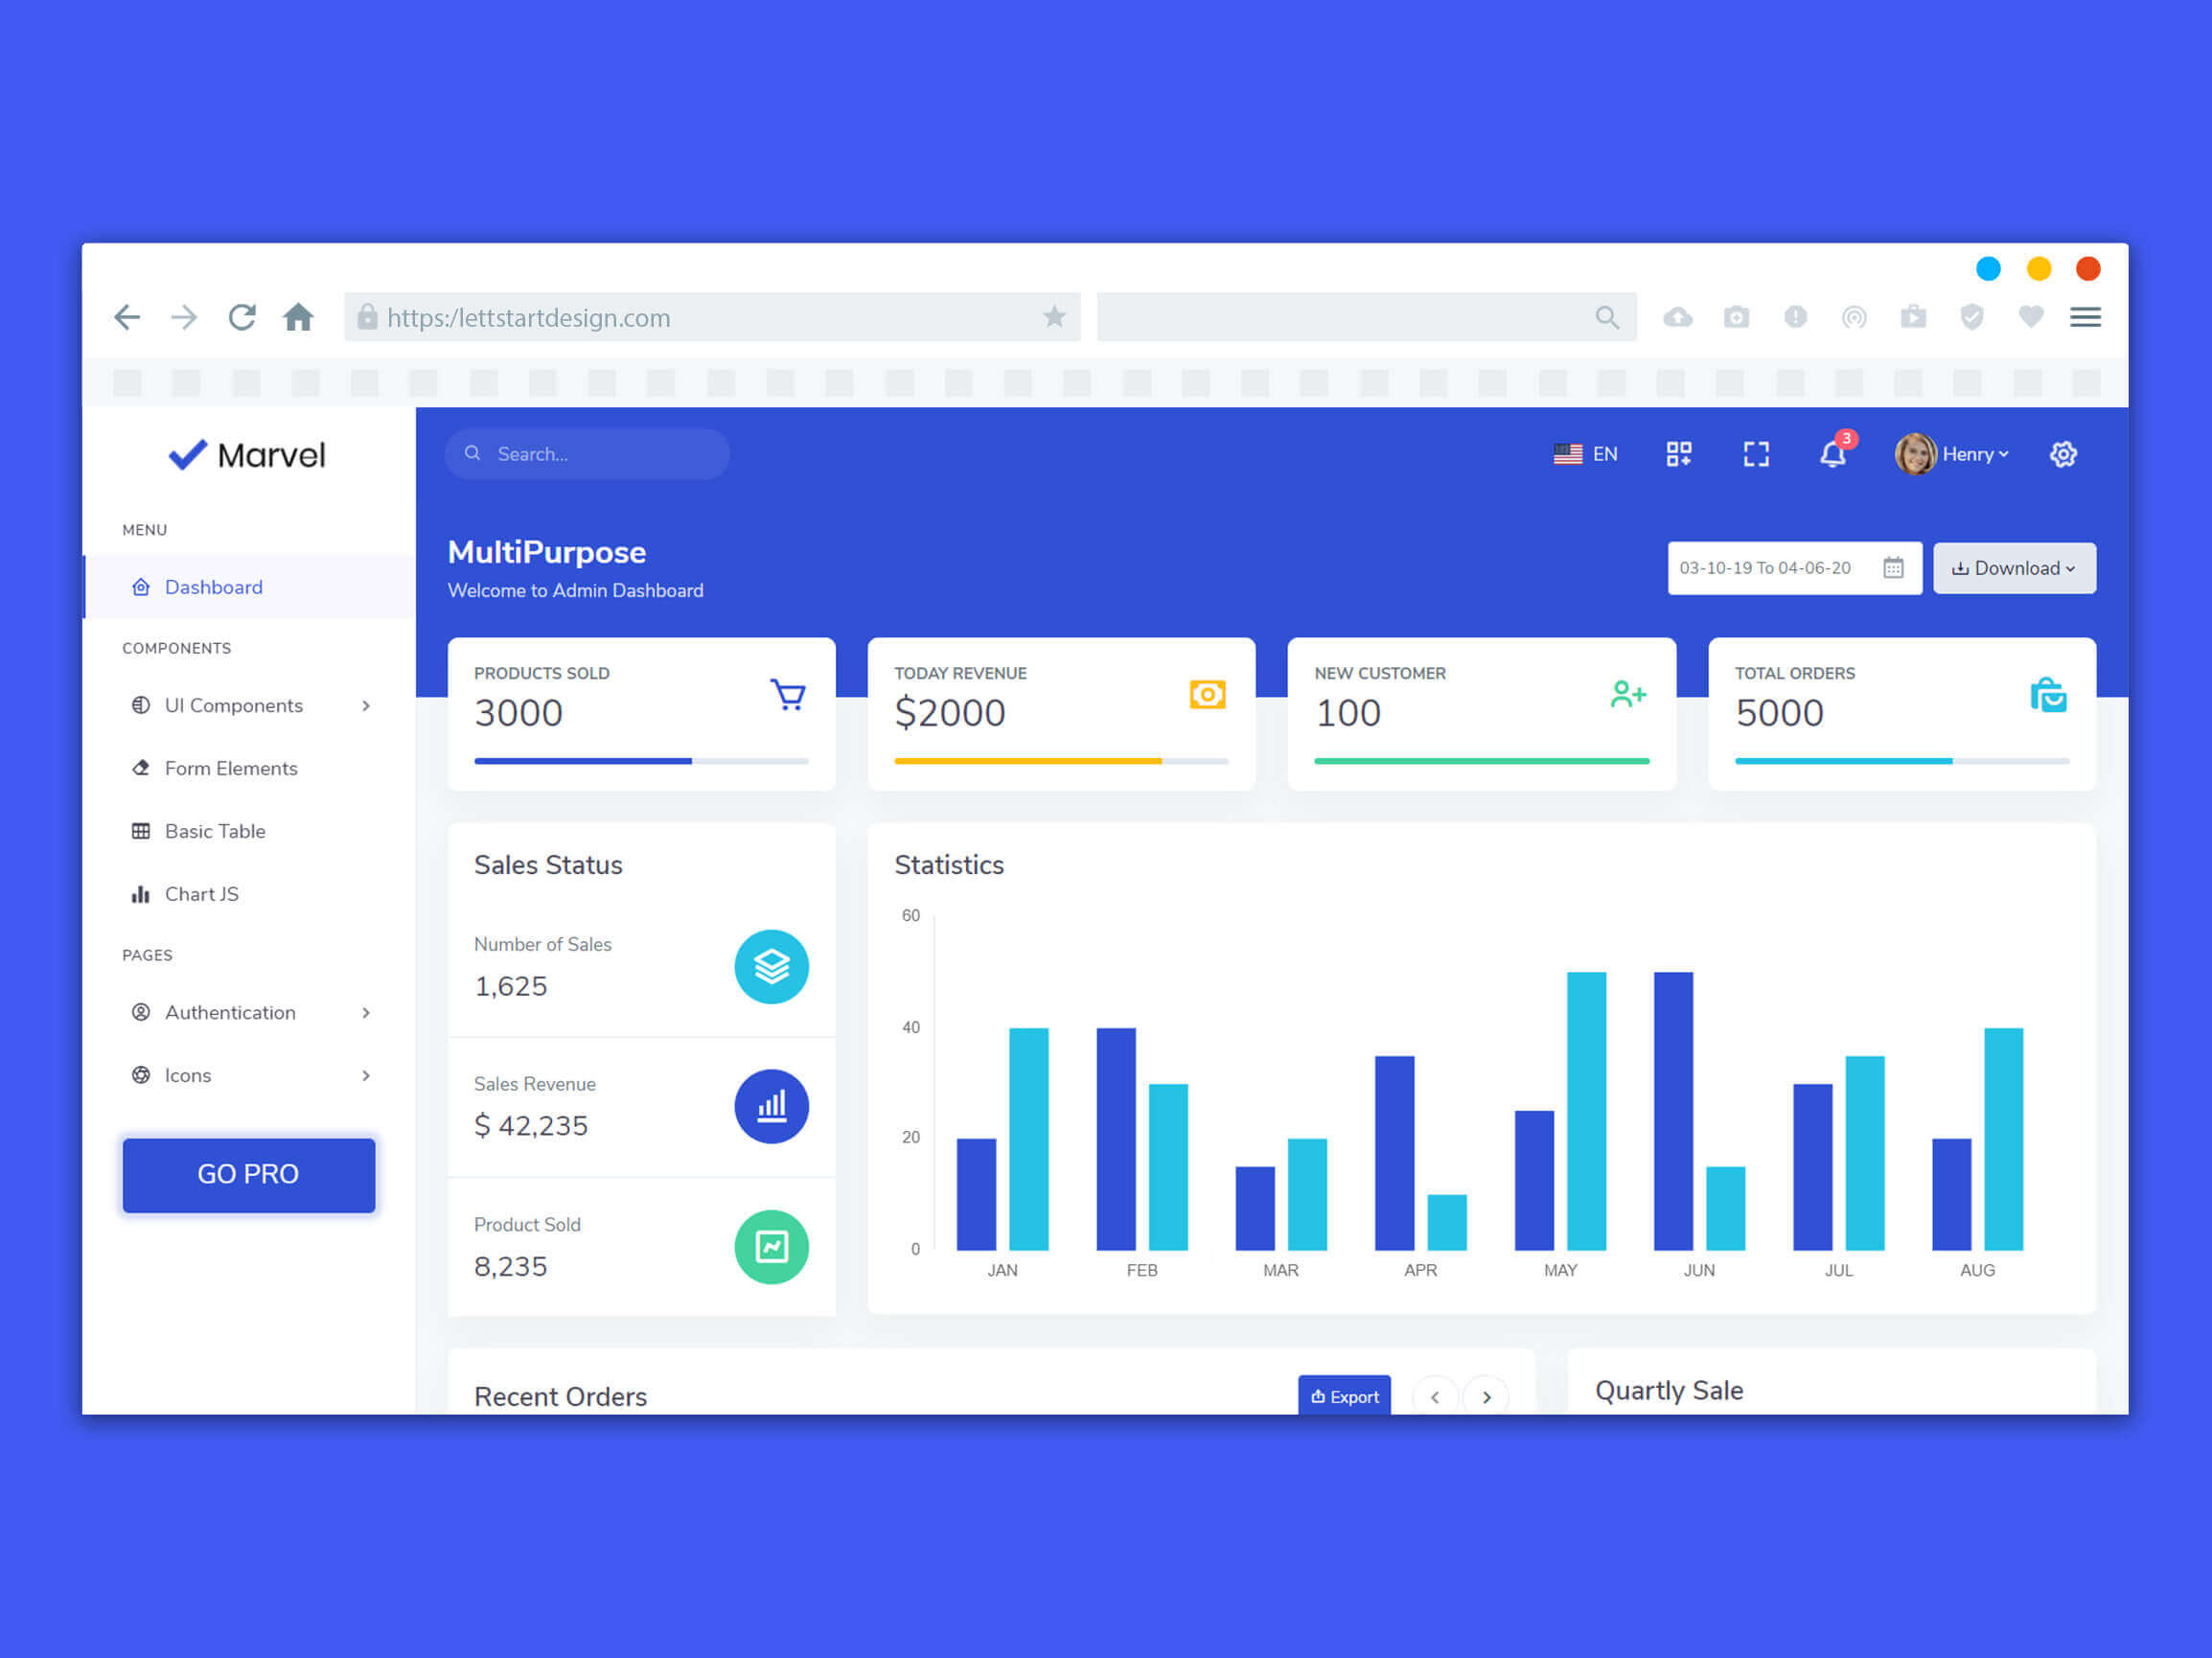 https:/lettstartdesign.com
Marvel
Search...
EN
3
Henry
MENU
Dashboard
COMPONENTS
UI Components
Form Elements
Basic Table
Chart JS
PAGES
Authentication
Icons
GO PRO
MultiPurpose
Welcome to Admin Dashboard
03-10-19 To 04-06-20
Download
PRODUCTS SOLD
3000
TODAY REVENUE
$2000
NEW CUSTOMER
100
TOTAL ORDERS
5000
Sales Status
Number of Sales
1,625
Sales Revenue
$ 42,235
Product Sold
8,235
Statistics
60
40
20
0
JAN FEB MAR APR MAY JUN JUL AUG
Recent Orders
Export
Quartly Sale